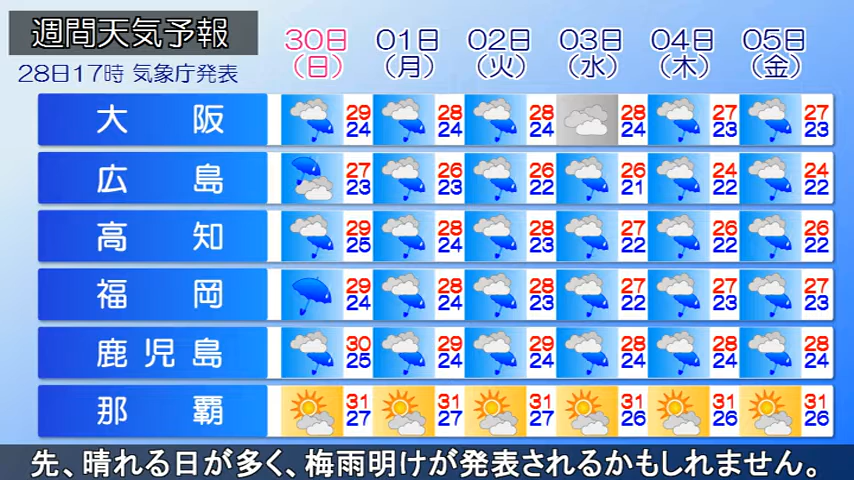 週間天気予報
28日17時 気象庁発表
30日 01日 02日 03日 04日 05日
(日) (月) (火) (水) (木) (金)
大阪 29 24 28 24 28 24 28 24 27 23 27 23
広島 27 23 26 23 26 22 26 21 24 22 24 22
高知 29 25 28 24 28 23 27 22 26 22 26 22
福岡 29 24 28 24 28 23 27 22 27 23 27 23
鹿児島 30 25 29 24 29 24 28 24 28 24 28 24
那覇 31 27 31 27 31 27 31 26 31 26 31 26
先、晴れる日が多く、梅雨明けが発表されるかもしれません。